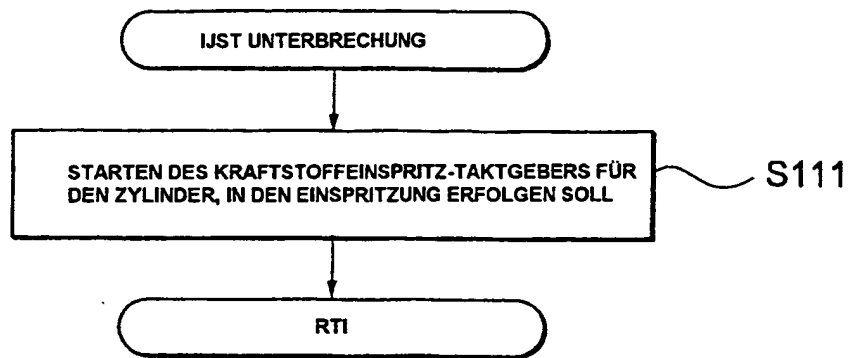 IJST UNTERBRECHUNG
STARTEN DES KRAFTSTOFFEINSPRITZ-TAKTGEBERS FÜR
DEN ZYLINDER, IN DEN EINSPRITZUNG ERFOLGEN SOLL
S111
RTI